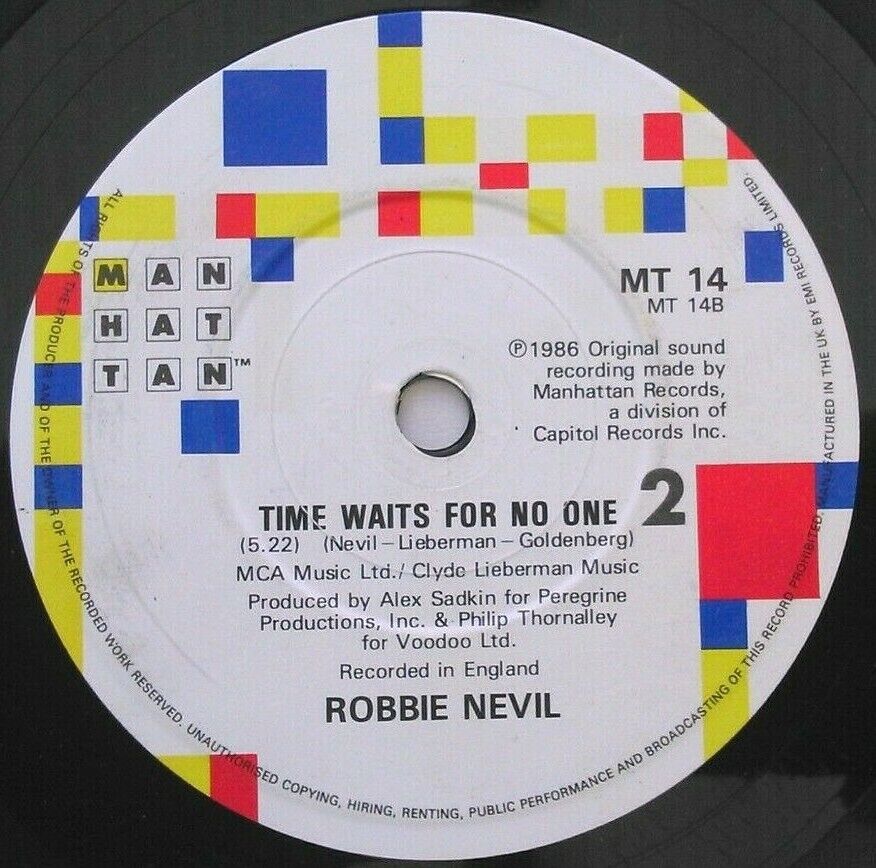 MAN
HAT
TAN™
MT 14
MT 14B
℗1986 Original sound
recording made by
Manhattan Records,
a division of
Capitol Records Inc.
2
TIME WAITS FOR NO ONE
(5.22) (Nevil – Lieberman – Goldenberg)
MCA Music Ltd./ Clyde Lieberman Music
Produced by Alex Sadkin for Peregrine
Productions, Inc. & Philip Thornalley
for Voodoo Ltd.
Recorded in England
ROBBIE NEVIL
ALL RIGHTS OF THE PRODUCER AND OF THE OWNER OF THE RECORDED WORK RESERVED. UNAUTHORISED COPYING, HIRING, RENTING, PUBLIC PERFORMANCE AND BROADCASTING OF THIS RECORD PROHIBITED. MANUFACTURED IN THE UK BY EMI RECORDS LIMITED.